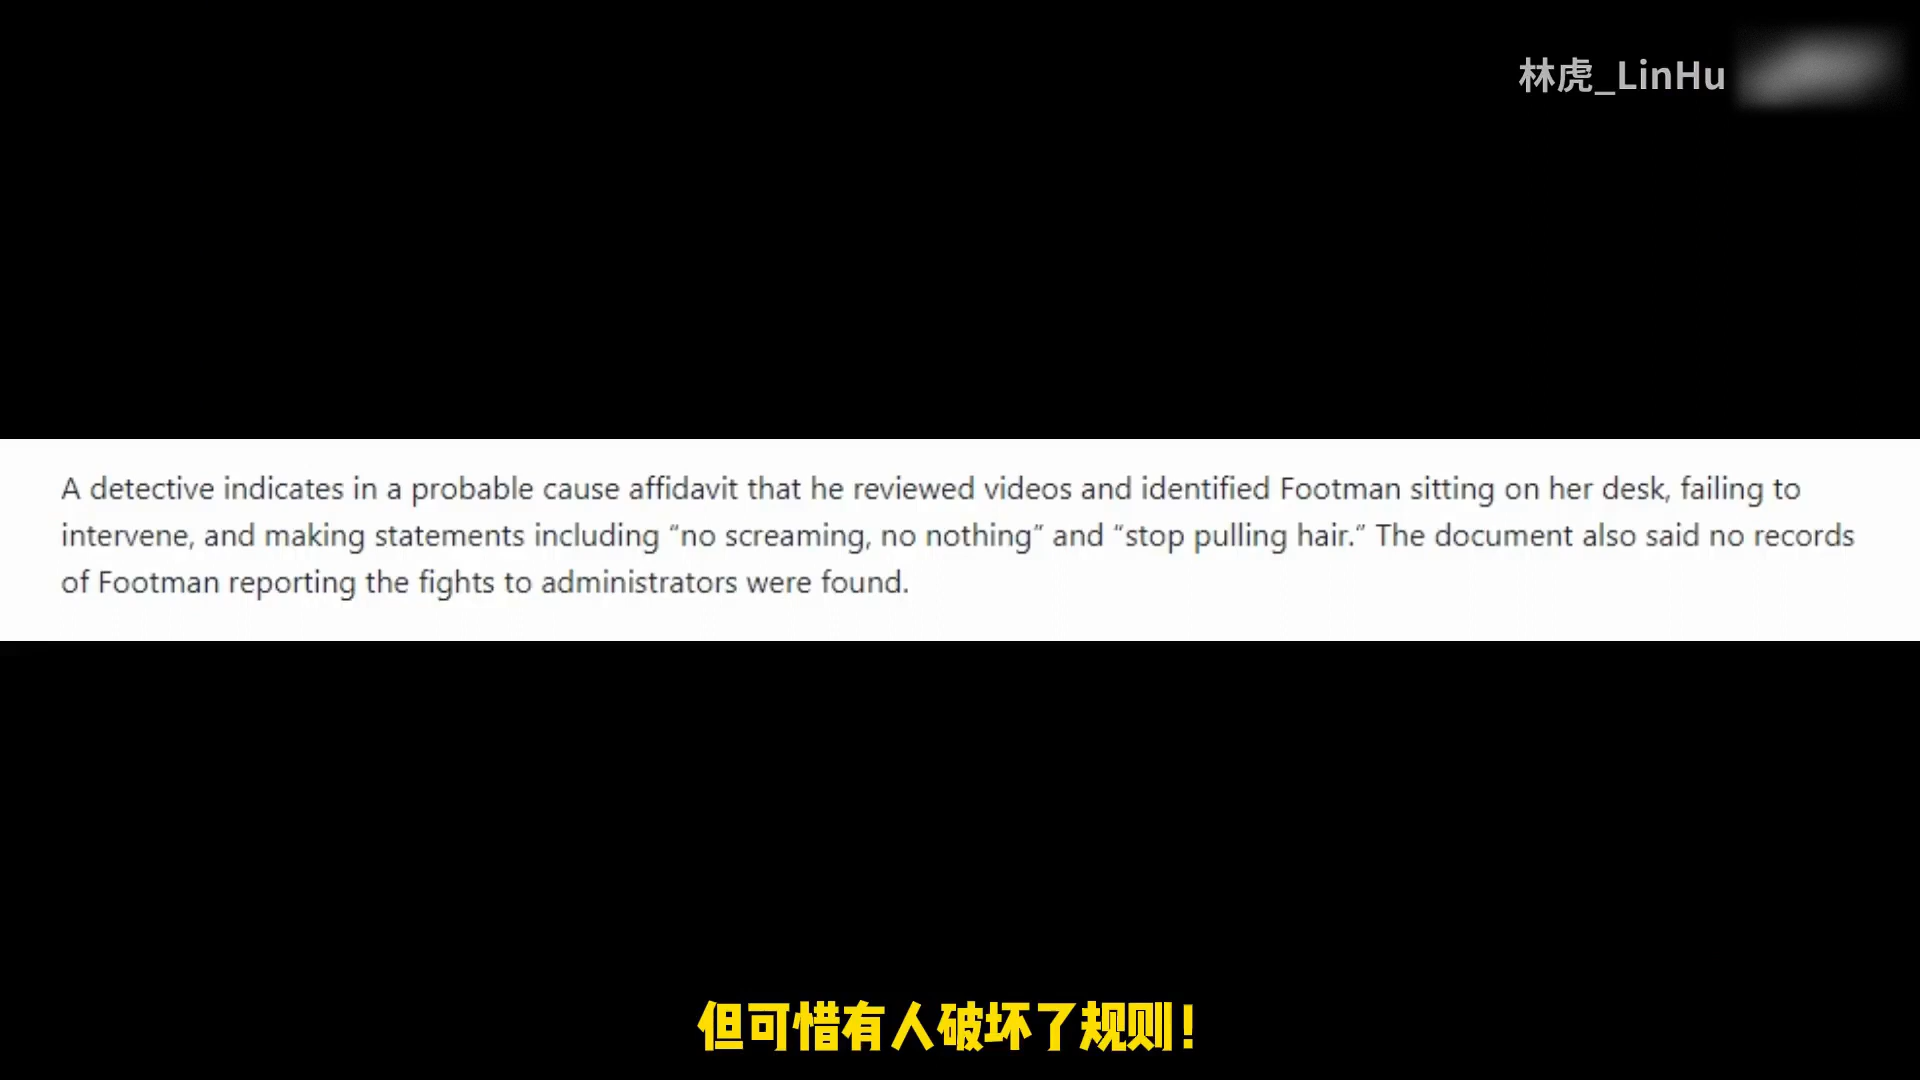 林虎_LinHu
A detective indicates in a probable cause affidavit that he reviewed videos and identified Footman sitting on her desk, failing to
intervene, and making statements including “no screaming, no nothing” and “stop pulling hair.” The document also said no records
of Footman reporting the fights to administrators were found.
但可惜有人破坏了规则！